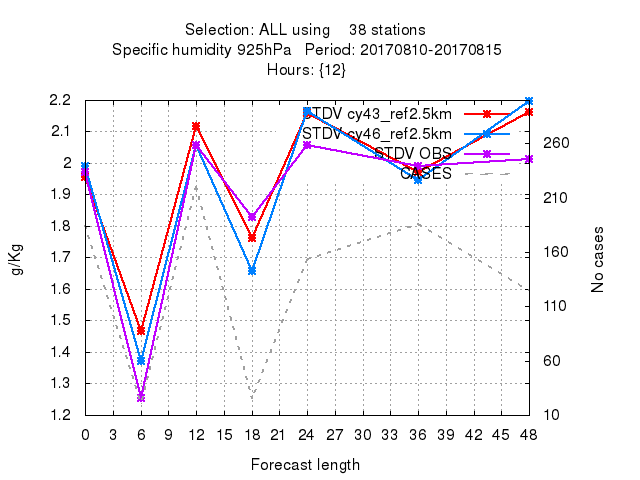 Selection: ALL using    38 stations
Specific humidity 925hPa   Period: 20170810-20170815
Hours: {12}
STDV cy43_ref2.5km
STDV cy46_ref2.5km
STDV OBS
CASES
2.2
2.1
2
1.9
1.8
1.7
1.6
1.5
1.4
1.3
1.2
g/Kg
260
210
160
110
60
10
No cases
0 3 6 9 12 15 18 21 24 27 30 33 36 39 42 45 48
Forecast length